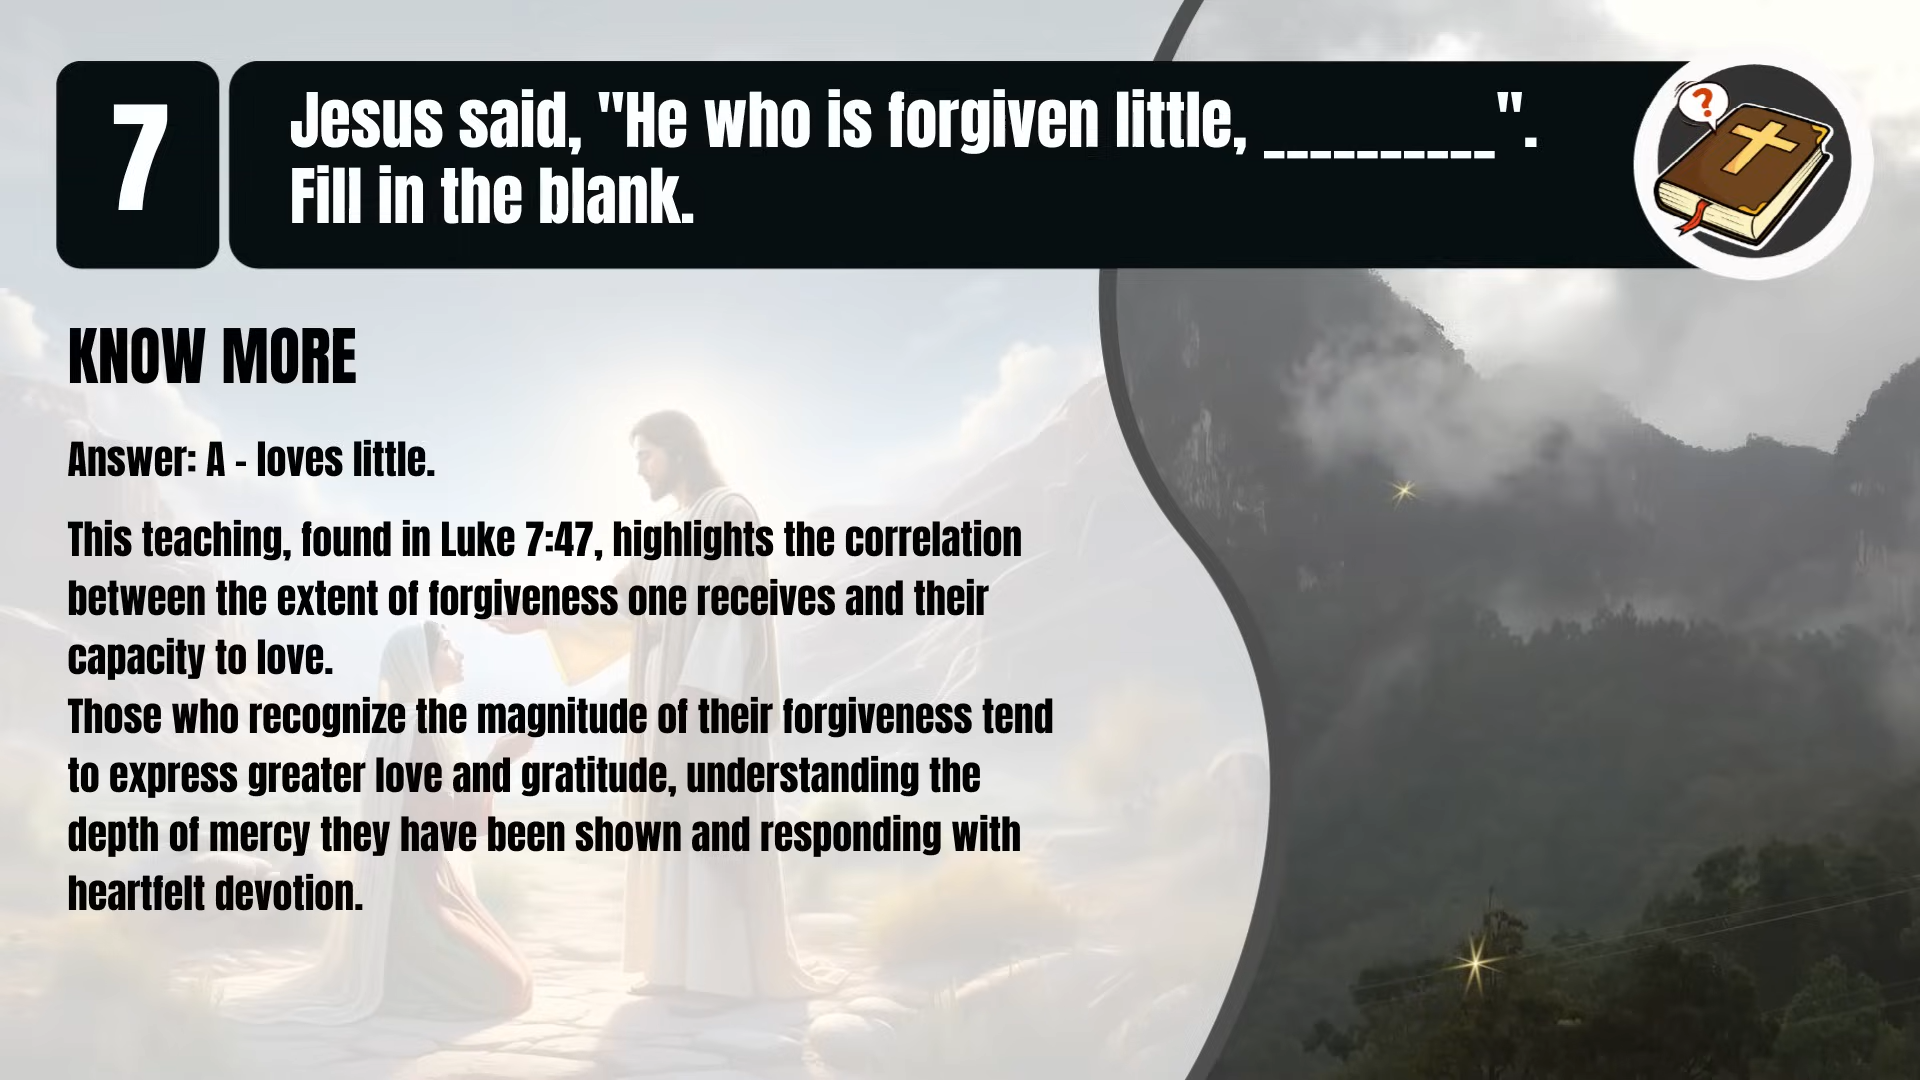 7
Jesus said, "He who is forgiven little, __________".
Fill in the blank.
?
KNOW MORE
Answer: A - loves little.
This teaching, found in Luke 7:47, highlights the correlation
between the extent of forgiveness one receives and their
capacity to love.
Those who recognize the magnitude of their forgiveness tend
to express greater love and gratitude, understanding the
depth of mercy they have been shown and responding with
heartfelt devotion.